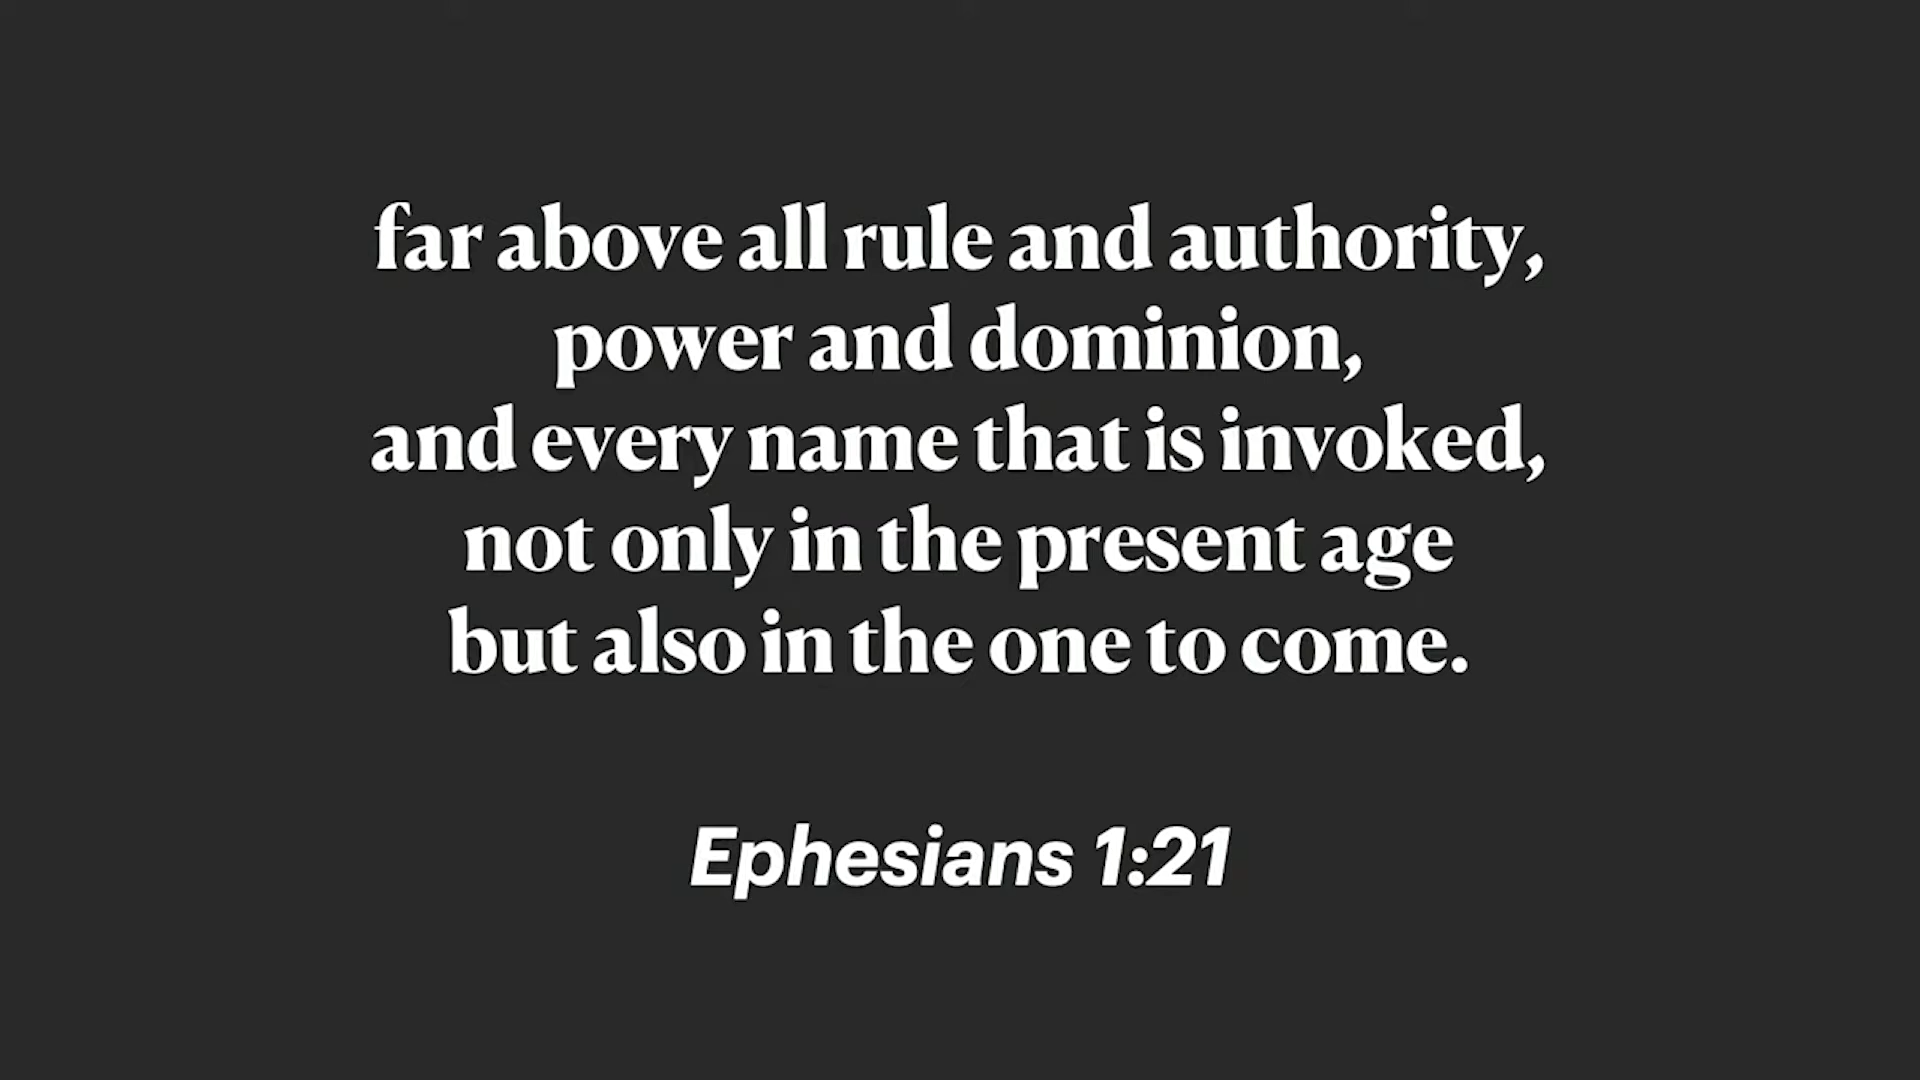 far above all rule and authority,
power and dominion,
and every name that is invoked,
not only in the present age
but also in the one to come.
Ephesians 1:21